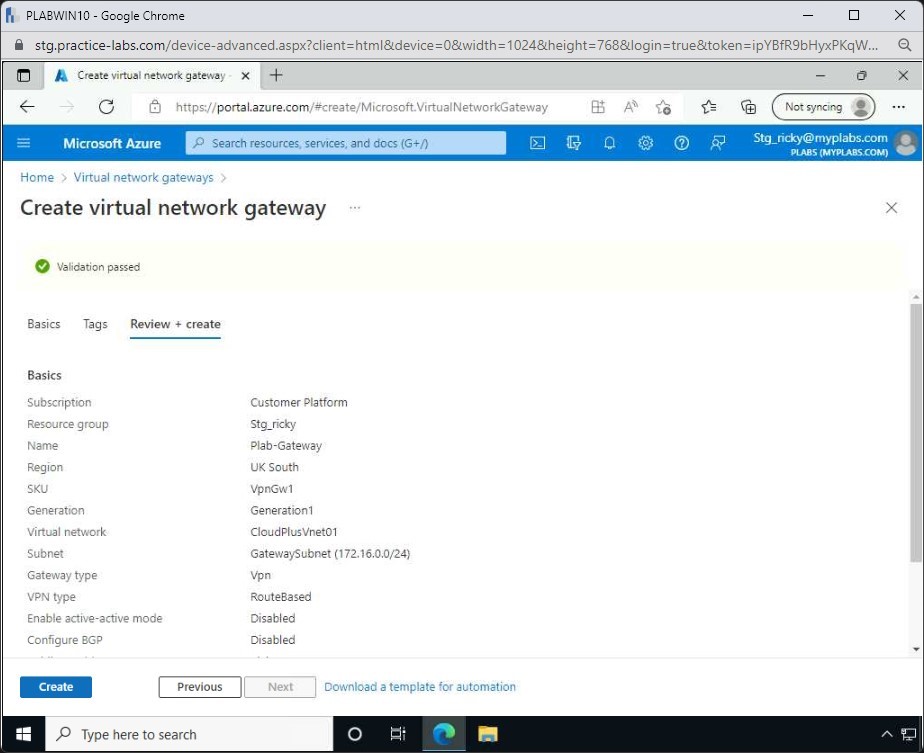 PLABWIN10 - Google Chrome
stg.practice-labs.com/device-advanced.aspx?client=html&device=0&width=1024&height=768&login=true&token=ipYBfR9bHyxPKqW...
Create virtual network gateway -
https://portal.azure.com/#create/Microsoft.VirtualNetworkGateway
Not syncing
Microsoft Azure
Search resources, services, and docs (G+/)
Stg_ricky@myplabs.com
PLABS (MYPLABS.COM)
Home > Virtual network gateways >
Create virtual network gateway ...
Validation passed
Basics Tags Review + create
Basics
Subscription Customer Platform
Resource group Stg_ricky
Name Plab-Gateway
Region UK South
SKU VpnGw1
Generation Generation1
Virtual network CloudPlusVnet01
Subnet GatewaySubnet (172.16.0.0/24)
Gateway type Vpn
VPN type RouteBased
Enable active-active mode Disabled
Configure BGP Disabled
Create Previous Next Download a template for automation
Type here to search